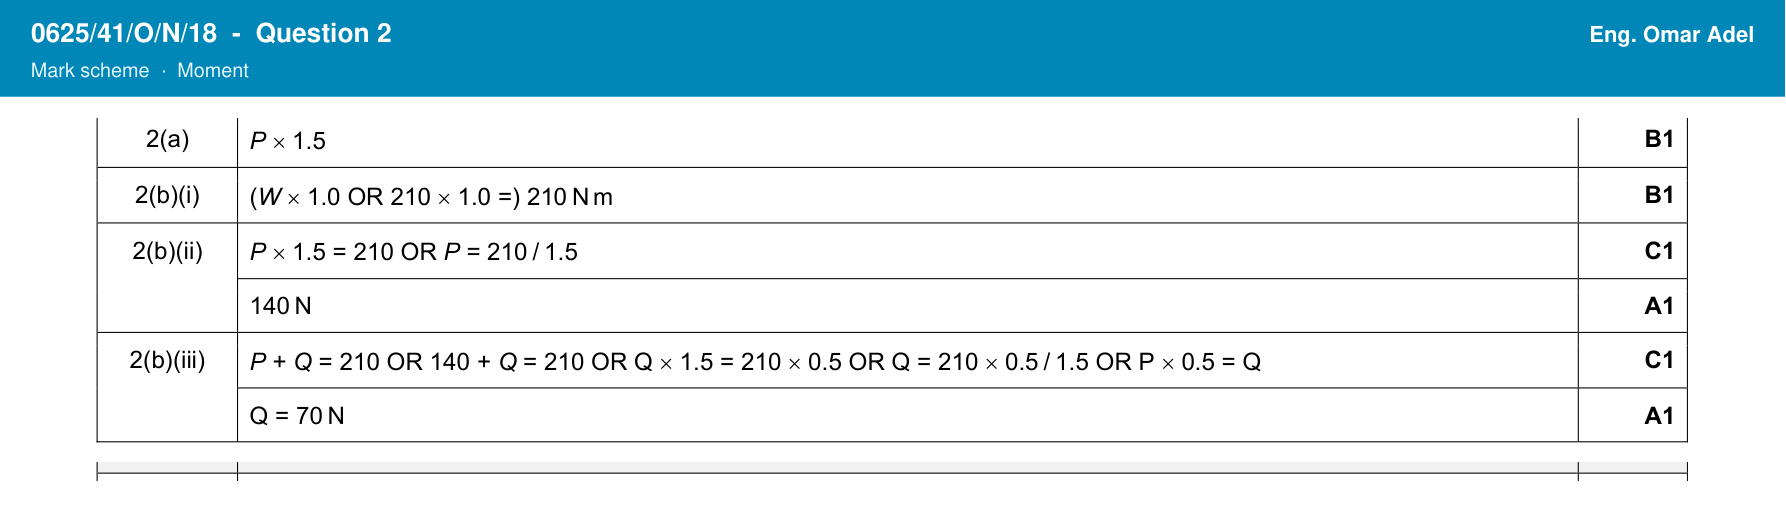 0625/41/O/N/18 - Question 2
Eng. Omar Adel
Mark scheme · Moment
2(a) P × 1.5 B1
2(b)(i) (W × 1.0 OR 210 × 1.0 =) 210 N m B1
2(b)(ii) P × 1.5 = 210 OR P = 210 / 1.5 C1
140 N A1
2(b)(iii) P + Q = 210 OR 140 + Q = 210 OR Q × 1.5 = 210 × 0.5 OR Q = 210 × 0.5 / 1.5 OR P × 0.5 = Q C1
Q = 70 N A1